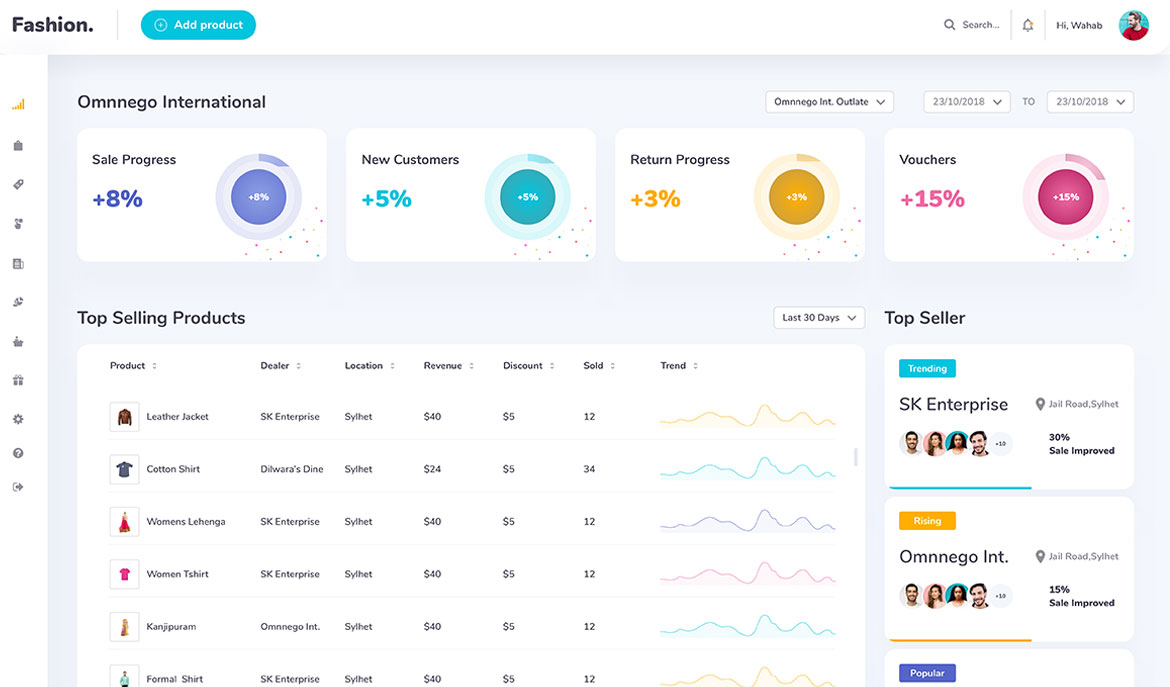 Fashion.
Add product
Search...
Hi, Wahab
Omnnego International
Omnnego Int. Outlate
23/10/2018
TO
23/10/2018
Sale Progress
+8%
+8%
New Customers
+5%
+5%
Return Progress
+3%
+3%
Vouchers
+15%
+15%
Top Selling Products
Last 30 Days
Product Dealer Location Revenue Discount Sold Trend
Leather Jacket SK Enterprise Sylhet $40 $5 12
Cotton Shirt Dilwara's Dine Sylhet $24 $5 34
Womens Lehenga SK Enterprise Sylhet $40 $5 12
Women Tshirt SK Enterprise Sylhet $40 $5 12
Kanjipuram Omnnego Int. Sylhet $40 $5 12
Formal Shirt SK Enterprise Sylhet $40 $5 12
Top Seller
Trending
SK Enterprise
Jail Road,Sylhet
+10
30%
Sale Improved
Rising
Omnnego Int.
Jail Road,Sylhet
+10
15%
Sale Improved
Popular